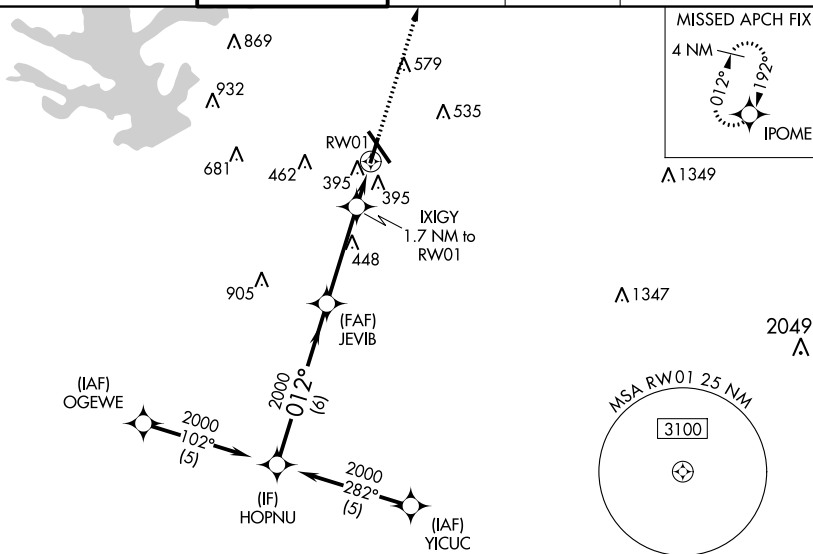 MISSED APCH FIX
4 NM
012°
192°
IPOME
869
932
579
535
RW01
681
462
395
395
1349
IXIGY
1.7 NM to
RW01
448
905
1347
(FAF)
JEVIB
2049
2000
012°
(6)
MSA RW01 25 NM
3100
(IAF)
OGEWE
2000
102°
(5)
(IF)
HOPNU
2000
282°
(5)
(IAF)
YICUC